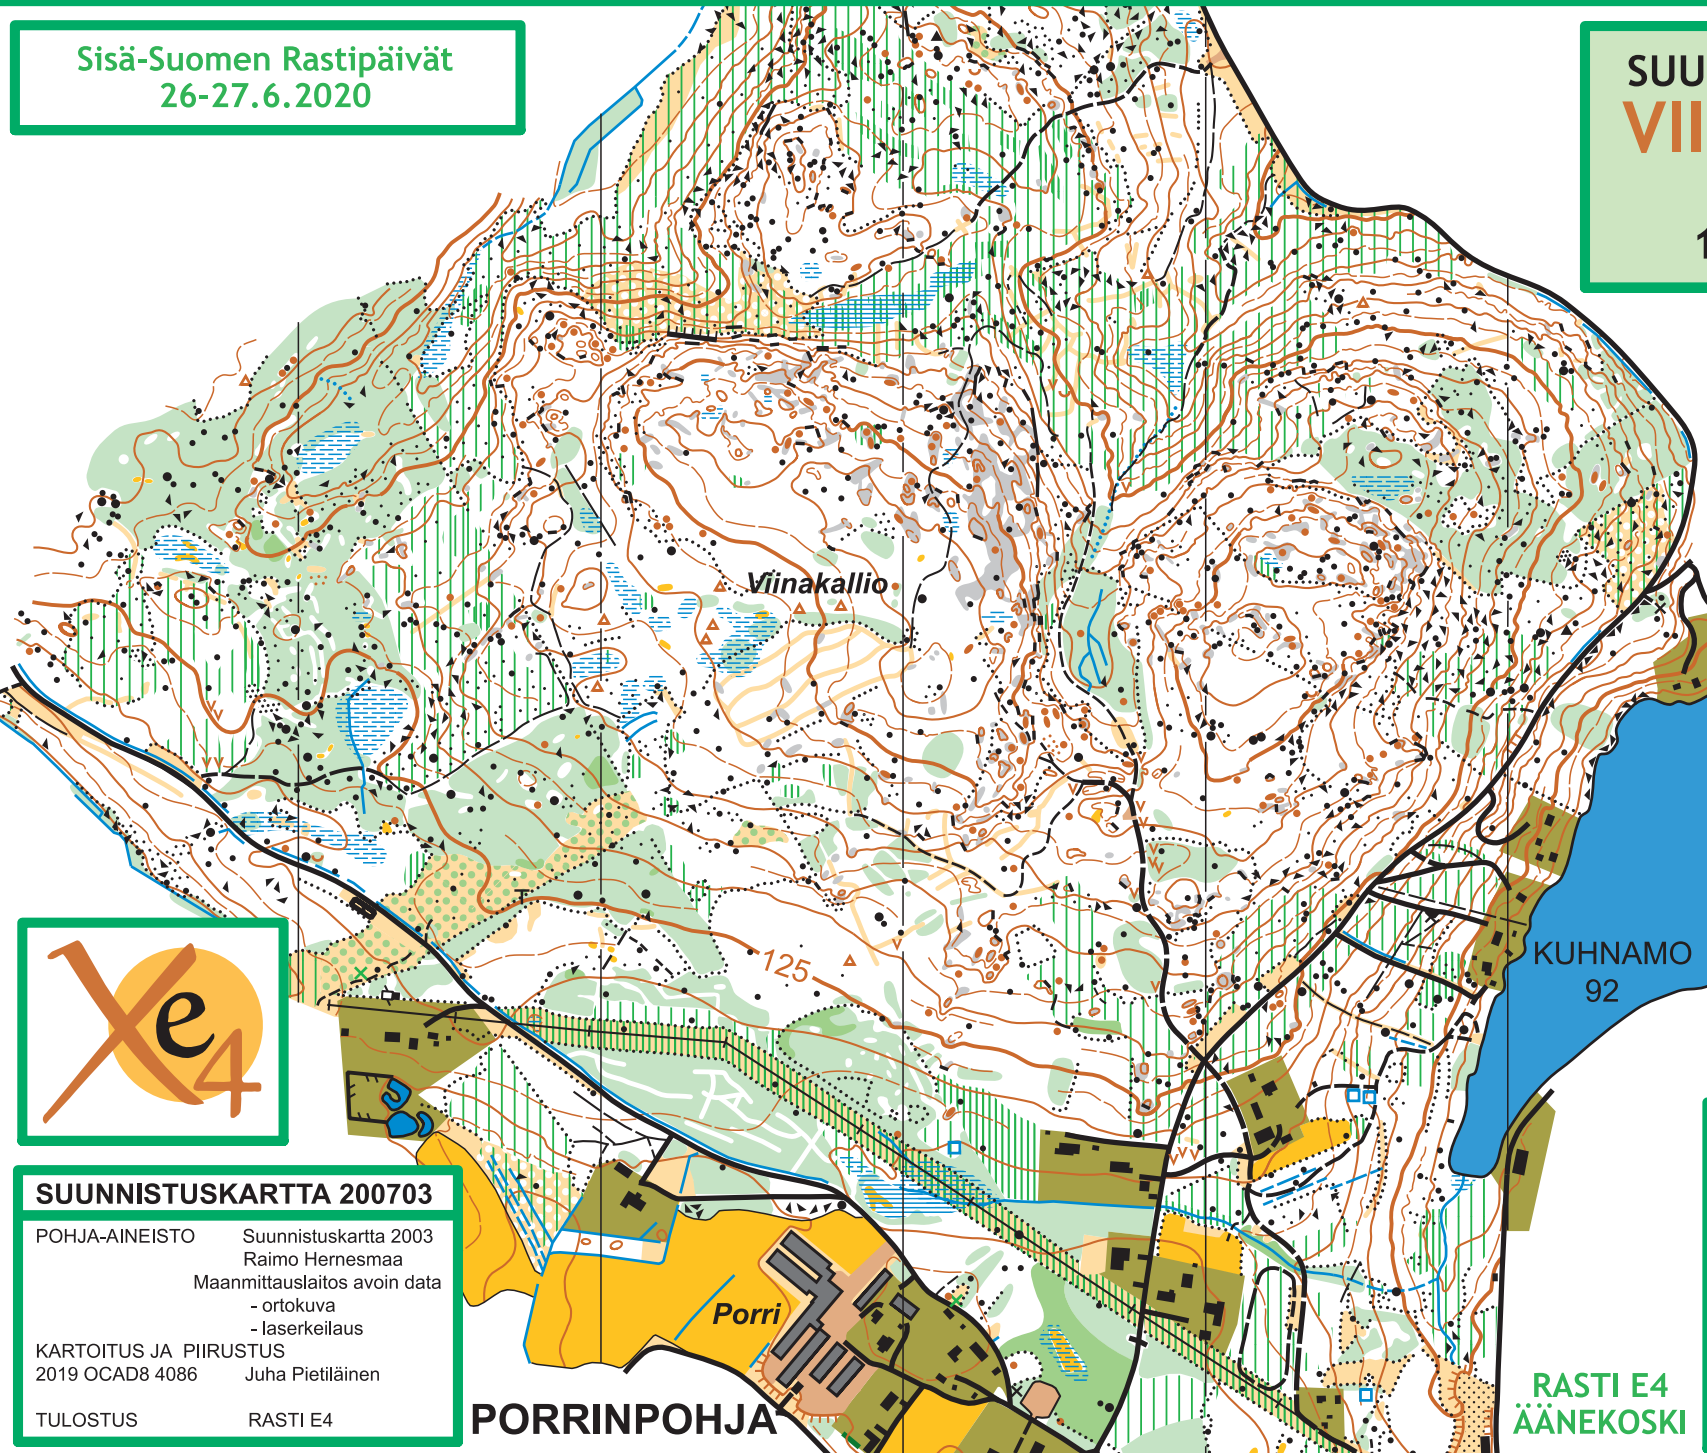 Sisä-Suomen Rastipäivät
26-27.6.2020
SUU
VII
1
Viinakallio
125
KUHNAMO
92
Xe4
SUUNNISTUSKARTTA 200703
POHJA-AINEISTO Suunnistuskartta 2003
Raimo Hernesmaa
Maanmittauslaitos avoin data
- ortokuva
- laserkeilaus
KARTOITUS JA PIIRUSTUS
2019 OCAD8 4086 Juha Pietiläinen
TULOSTUS RASTI E4
Porri
PORRINPOHJA
RASTI E4
ÄÄNEKOSKI